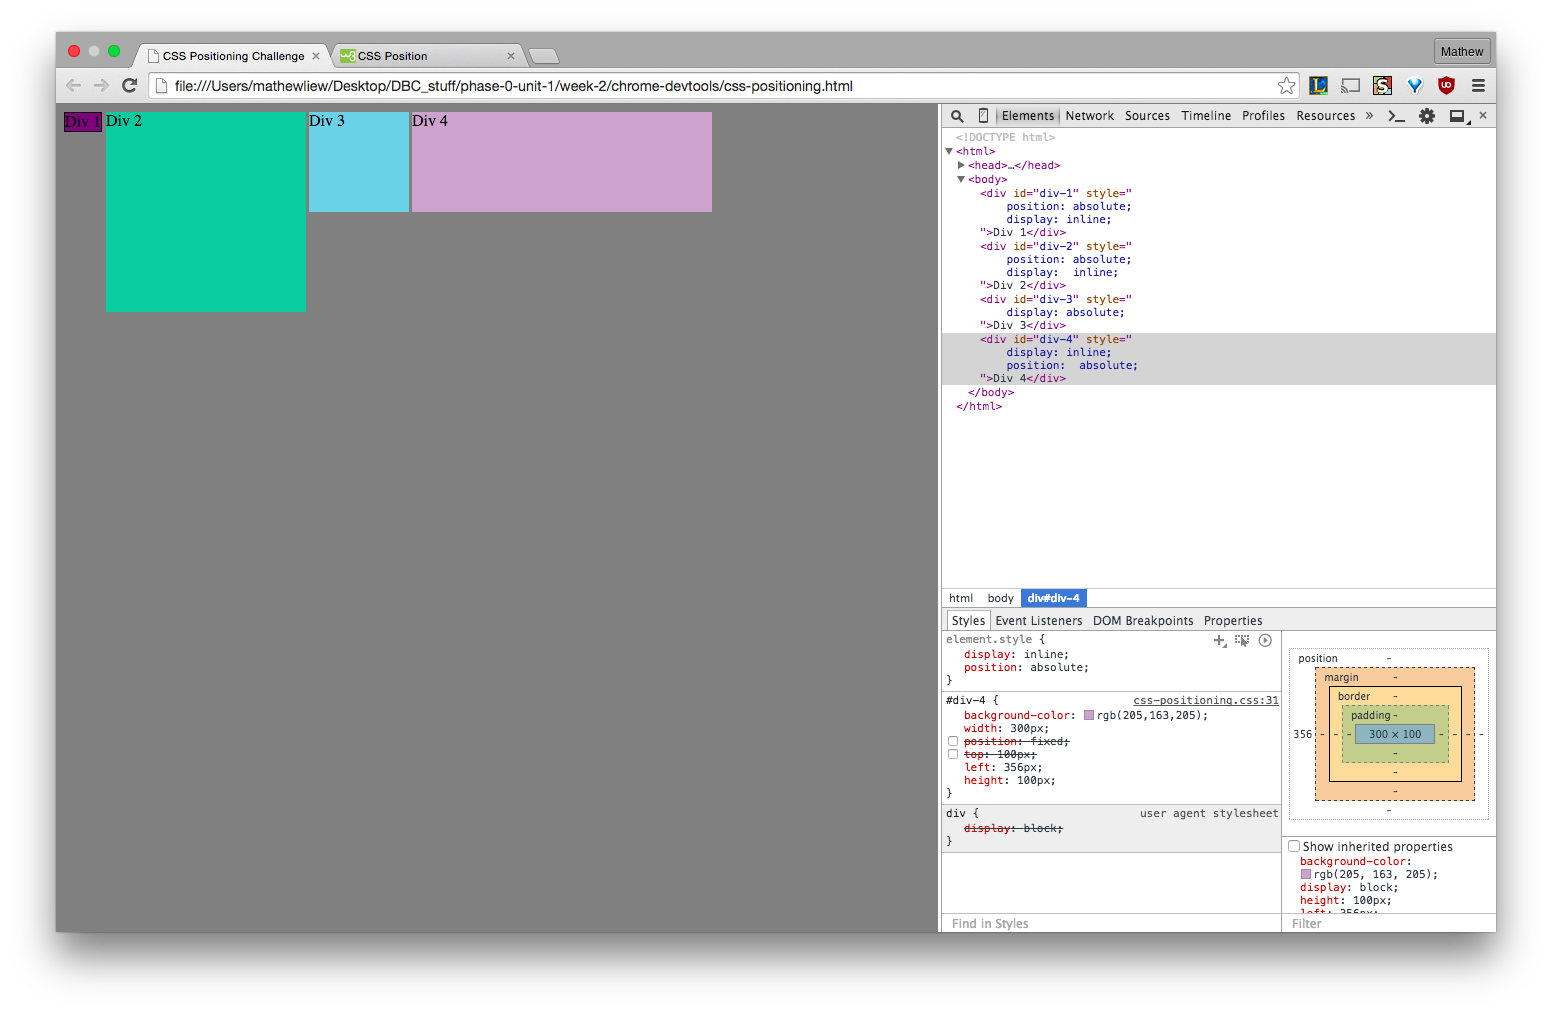 CSS Positioning Challenge
CSS Position
Mathew
file:///Users/mathewliew/Desktop/DBC_stuff/phase-0-unit-1/week-2/chrome-devtools/css-positioning.html
Div 1
Div 2
Div 3
Div 4
Elements Network Sources Timeline Profiles Resources »
<!DOCTYPE html>
<html>
<head>…</head>
<body>
<div id="div-1" style="
position: absolute;
display: inline;
">Div 1</div>
<div id="div-2" style="
position: absolute;
display:  inline;
">Div 2</div>
<div id="div-3" style="
display: absolute;
">Div 3</div>
<div id="div-4" style="
display: inline;
position:  absolute;
">Div 4</div>
</body>
</html>
html body div#div-4
Styles Event Listeners DOM Breakpoints Properties
element.style {
display: inline;
position: absolute;
}
#div-4 { css-positioning.css:31
background-color: rgb(205,163,205);
width: 300px;
position: fixed;
top: 100px;
left: 356px;
height: 100px;
}
div { user agent stylesheet
display: block;
}
Find in Styles
position -
margin -
border -
padding -
356 - - - 300 × 100 - - - -
-
-
-
-
Show inherited properties
background-color:
rgb(205, 163, 205);
display: block;
height: 100px;
left: 356px;
Filter